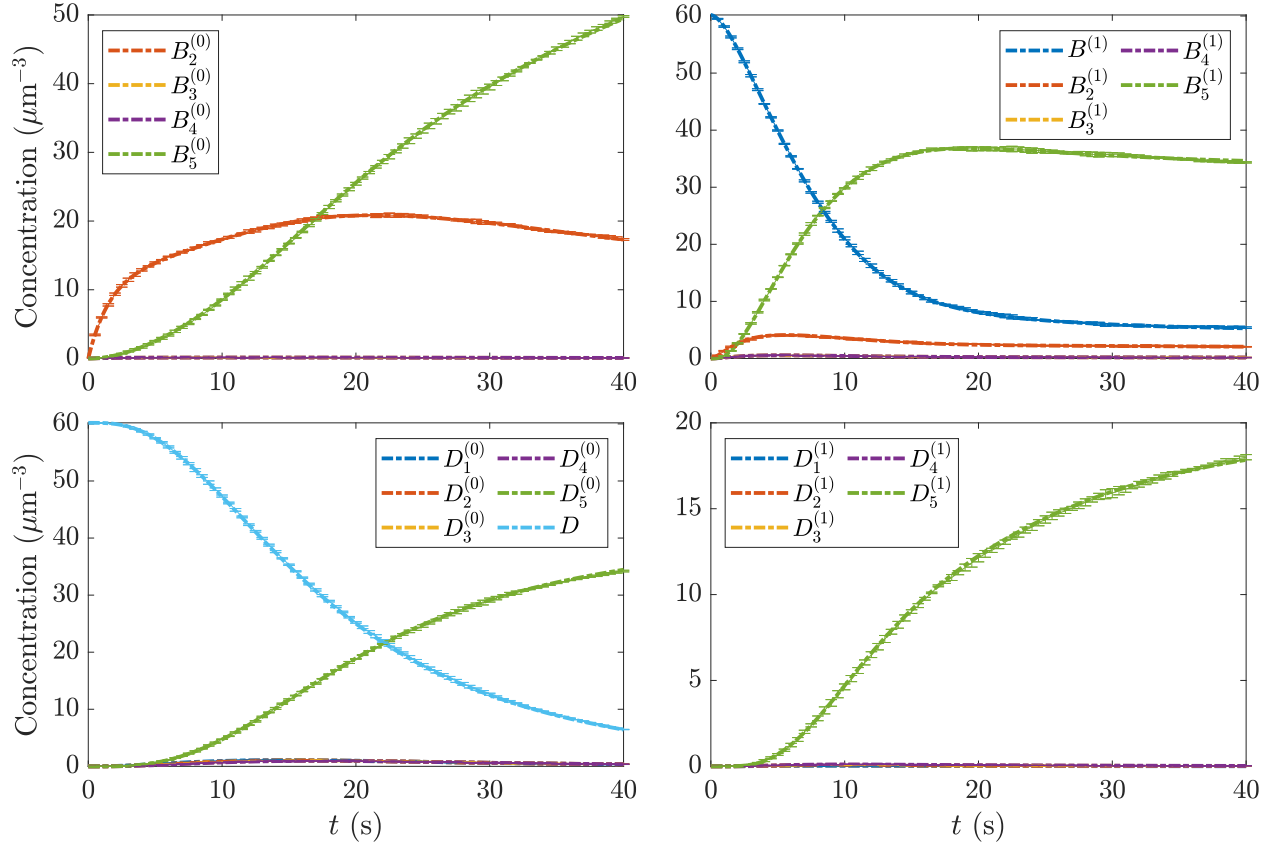 Concentration (μm⁻³)
50
40
30
20
10
0
0 10 20 30 40
B₂⁽⁰⁾
B₃⁽⁰⁾
B₄⁽⁰⁾
B₅⁽⁰⁾
60
50
40
30
20
10
0
0 10 20 30 40
B⁽¹⁾ B₄⁽¹⁾
B₂⁽¹⁾ B₅⁽¹⁾
B₃⁽¹⁾
Concentration (μm⁻³)
60
50
40
30
20
10
0
0 10 20 30 40
t (s)
D₁⁽⁰⁾ D₄⁽⁰⁾
D₂⁽⁰⁾ D₅⁽⁰⁾
D₃⁽⁰⁾ D
20
15
10
5
0
0 10 20 30 40
t (s)
D₁⁽¹⁾ D₄⁽¹⁾
D₂⁽¹⁾ D₅⁽¹⁾
D₃⁽¹⁾